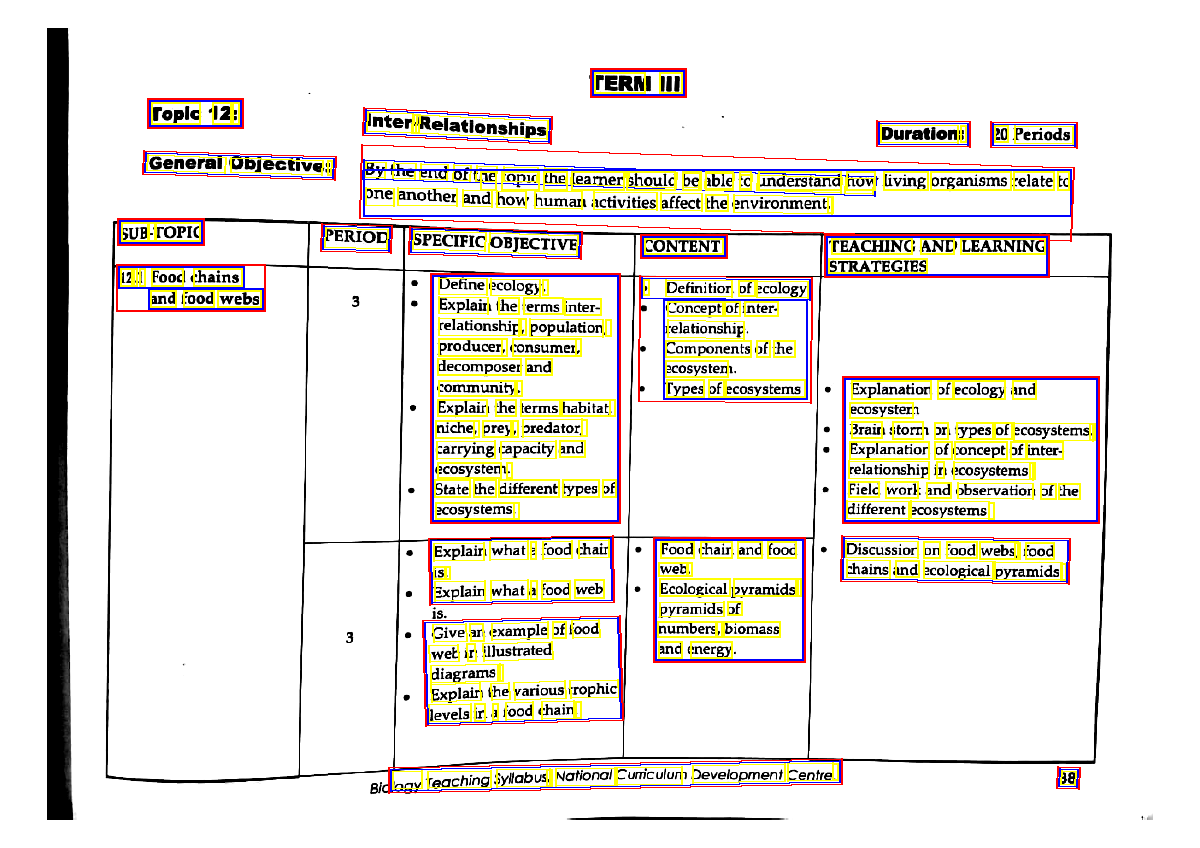 TERM III
Topic 12:
Inter-Relationships
Duration:
20 Periods
General Objective:
By the end of the topic the learner should be able to understand how living organisms relate to
one another and how human activities affect the environment.
SUB-TOPIC
PERIOD
SPECIFIC OBJECTIVE
CONTENT
TEACHING AND LEARNING
STRATEGIES
12.1 Food chains
and food webs
3
• Define ecology.
• Explain the terms inter-
relationship, population,
producer, consumer,
decomposer and
community.
• Explain the terms habitat,
niche, prey, predator,
carrying capacity and
ecosystem.
• State the different types of
ecosystems.
• Definition of ecology
• Concept of inter-
relationship.
• Components of the
ecosystem.
• Types of ecosystems
• Explanation of ecology and
ecosystem
• Brain storm on types of ecosystems.
• Explanation of concept of inter-
relationship in ecosystems
• Field work and observation of the
different ecosystems
3
• Explain what a food chain
is.
• Explain what a food web
is.
• Give an example of food
web in illustrated
diagrams
• Explain the various trophic
levels in a food chain
• Food chain and food
web.
• Ecological pyramids
pyramids of
numbers, biomass
and energy.
• Discussion on food webs, food
chains and ecological pyramids
Biology Teaching Syllabus, National Curriculum Development Centre.
38